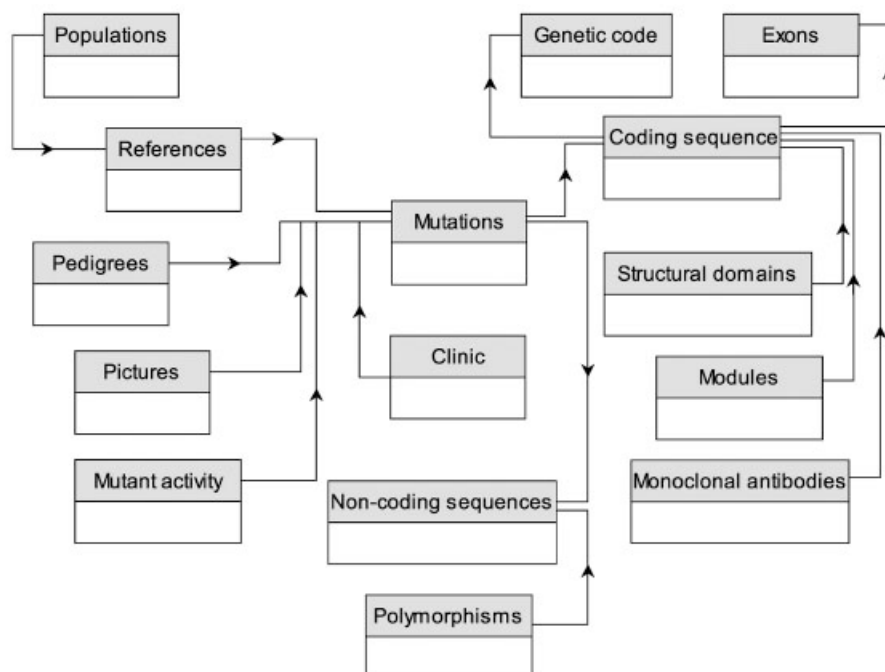 Populations
Genetic code
Exons
References
Coding sequence
Mutations
Pedigrees
Structural domains
Clinic
Pictures
Modules
Mutant activity
Monoclonal antibodies
Non-coding sequences
Polymorphisms